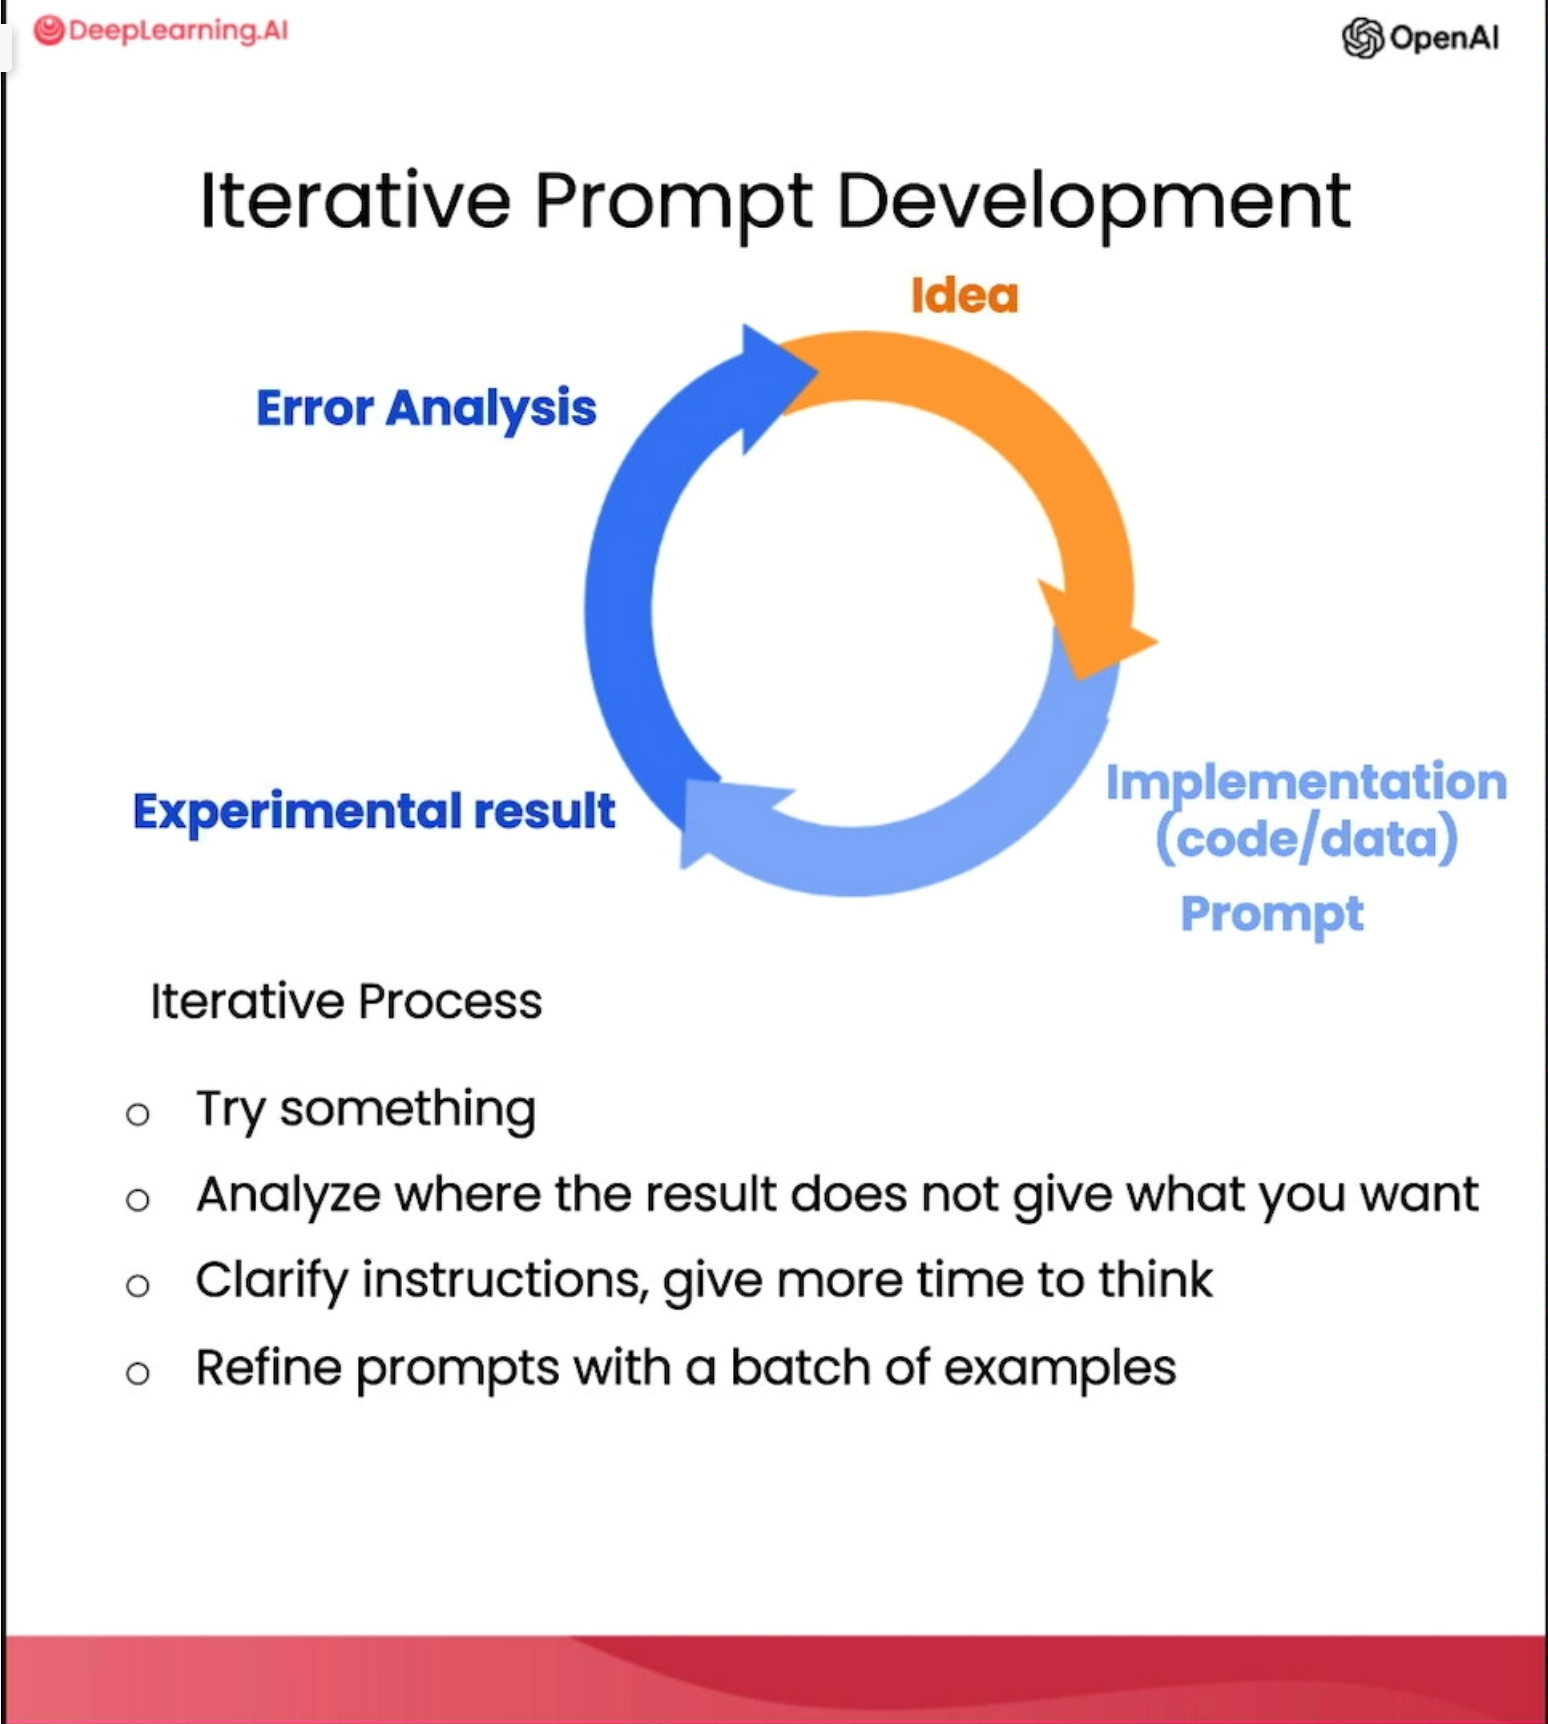 DeepLearning.AI
OpenAI
Iterative Prompt Development
Idea
Error Analysis
Experimental result
Implementation
(code/data)
Prompt
Iterative Process
Try something
Analyze where the result does not give what you want
Clarify instructions, give more time to think
Refine prompts with a batch of examples